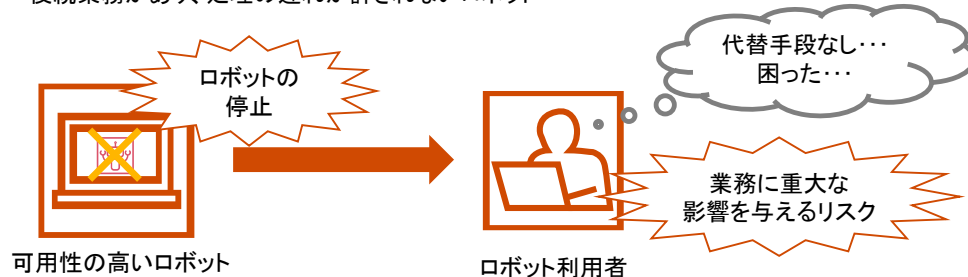 ロボットの
停止
代替手段なし・・・
困った・・・
業務に重大な
影響を与えるリスク
可用性の高いロボット
ロボット利用者